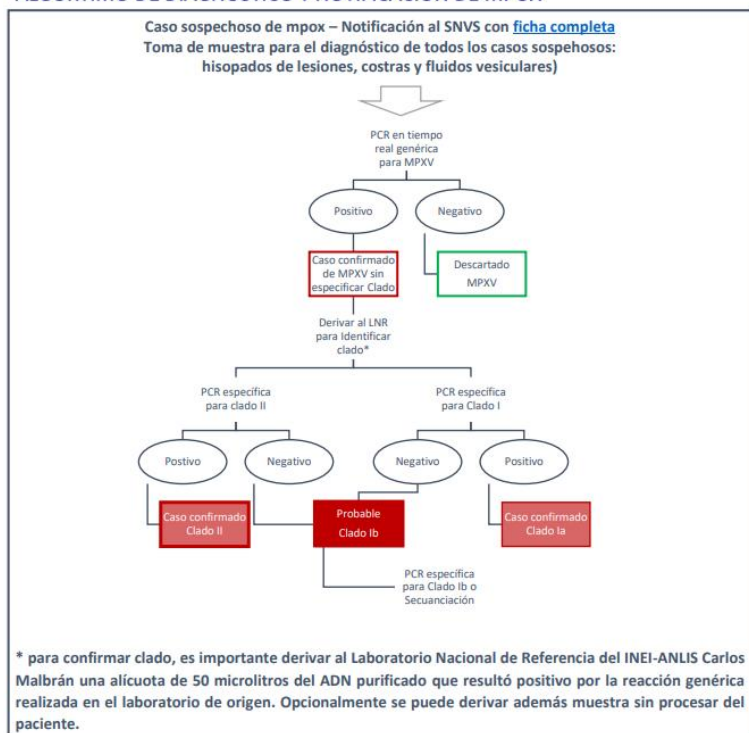 Caso sospechoso de mpox – Notificación al SNVS con ficha completa
Toma de muestra para el diagnóstico de todos los casos sospehosos:
hisopados de lesiones, costras y fluidos vesiculares)
PCR en tiempo
real genérica
para MPXV
Positivo
Negativo
Caso confirmado
de MPXV sin
especificar Clado
Descartado
MPXV
Derivar al LNR
para Identificar
clado*
PCR específica
para clado II
PCR específica
para Clado I
Postivo
Negativo
Negativo
Positivo
Caso confirmado
Clado II
Probable
Clado Ib
Caso confirmado
Clado Ia
PCR específica
para Clado Ib o
Secuanciación
* para confirmar clado, es importante derivar al Laboratorio Nacional de Referencia del INEI-ANLIS Carlos
Malbrán una alícuota de 50 microlitros del ADN purificado que resultó positivo por la reacción genérica
realizada en el laboratorio de origen. Opcionalmente se puede derivar además muestra sin procesar del
paciente.